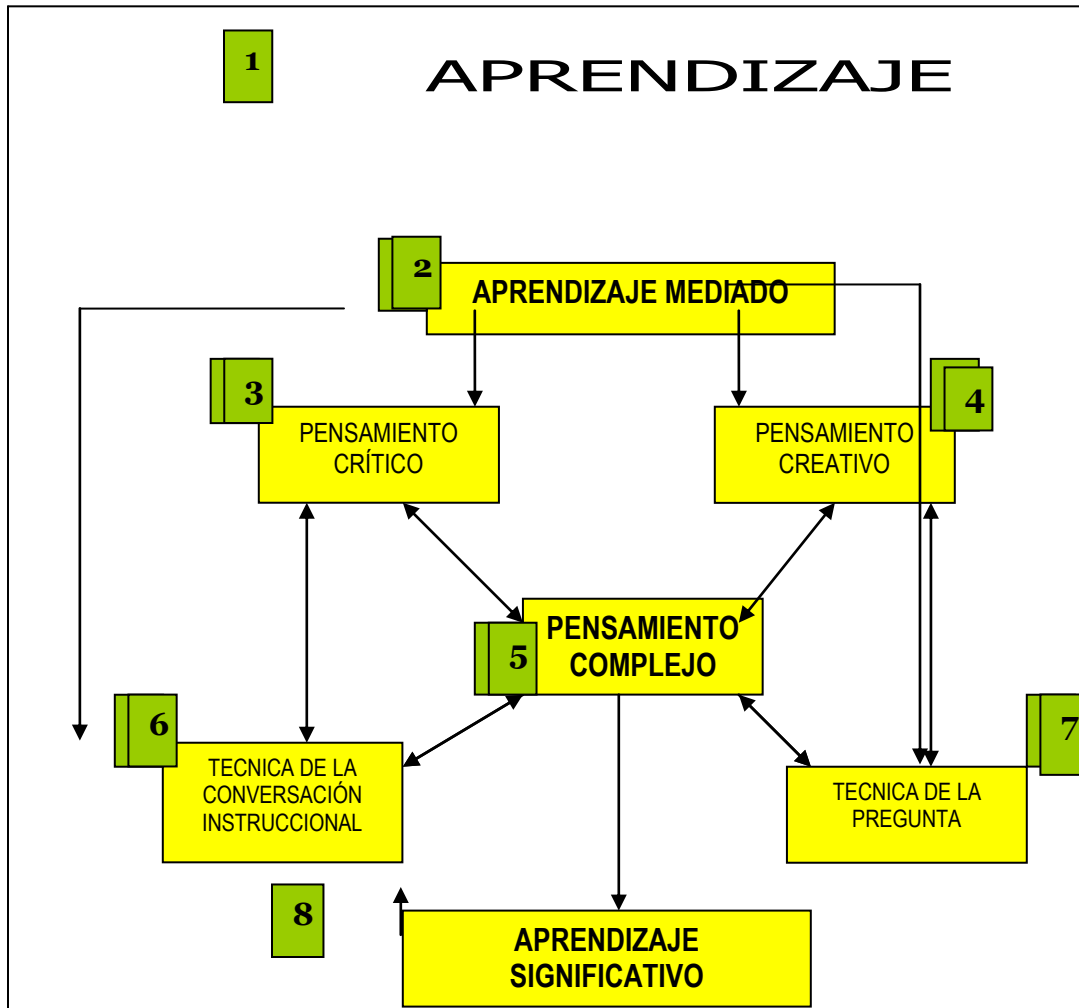 1
APRENDIZAJE
2
APRENDIZAJE MEDIADO
3
PENSAMIENTO
CRÍTICO
4
PENSAMIENTO
CREATIVO
5
PENSAMIENTO
COMPLEJO
6
TECNICA DE LA
CONVERSACIÓN
INSTRUCCIONAL
7
TECNICA DE LA
PREGUNTA
8
APRENDIZAJE
SIGNIFICATIVO